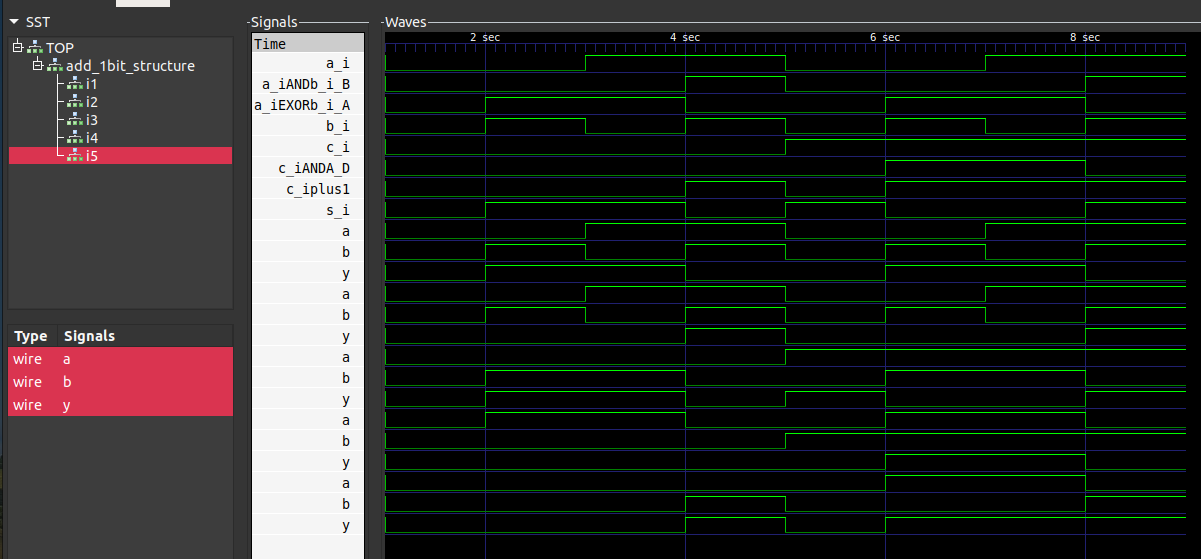 SST
TOP
add_1bit_structure
i1
i2
i3
i4
i5
Type Signals
wire a
wire b
wire y
Signals
Time
a_i
a_iANDb_i_B
a_iEXORb_i_A
b_i
c_i
c_iANDA_D
c_iplus1
s_i
a
b
y
a
b
y
a
b
y
a
b
y
a
b
y
Waves
2 sec 4 sec 6 sec 8 sec